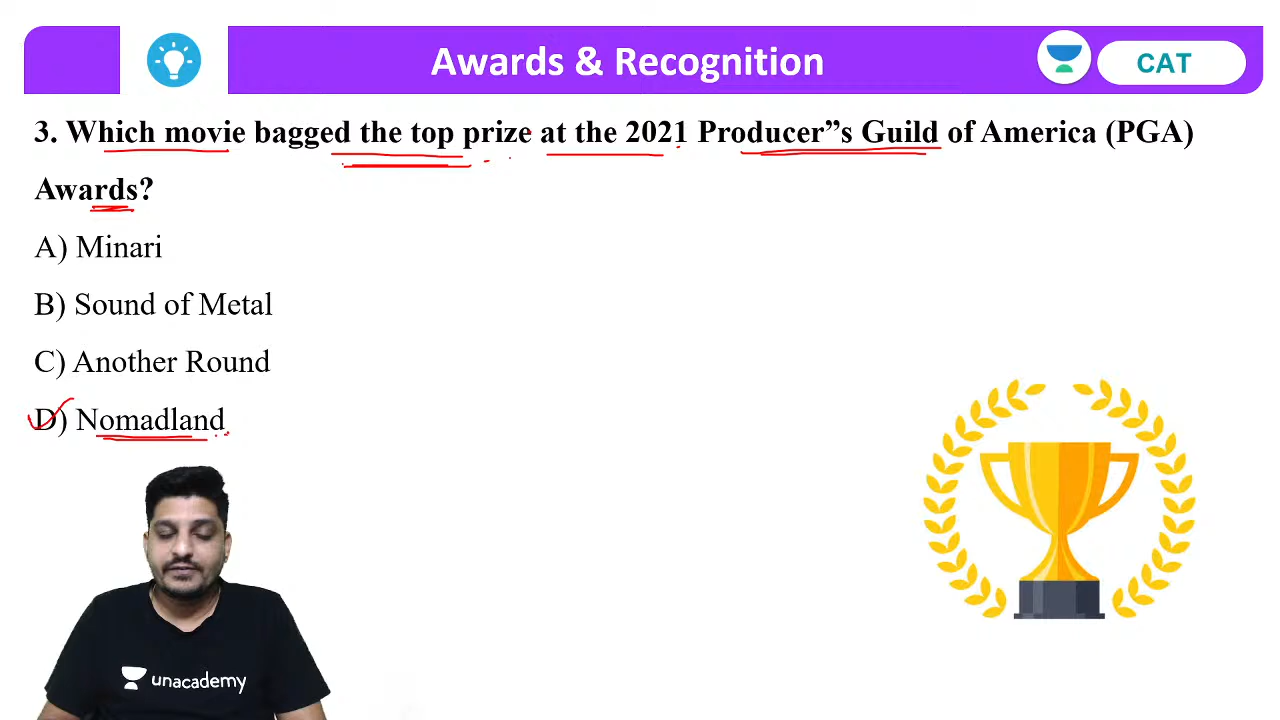 Awards & Recognition
CAT
3. Which movie bagged the top prize at the 2021 Producer”s Guild of America (PGA)
Awards?
A) Minari
B) Sound of Metal
C) Another Round
D) Nomadland
unacademy